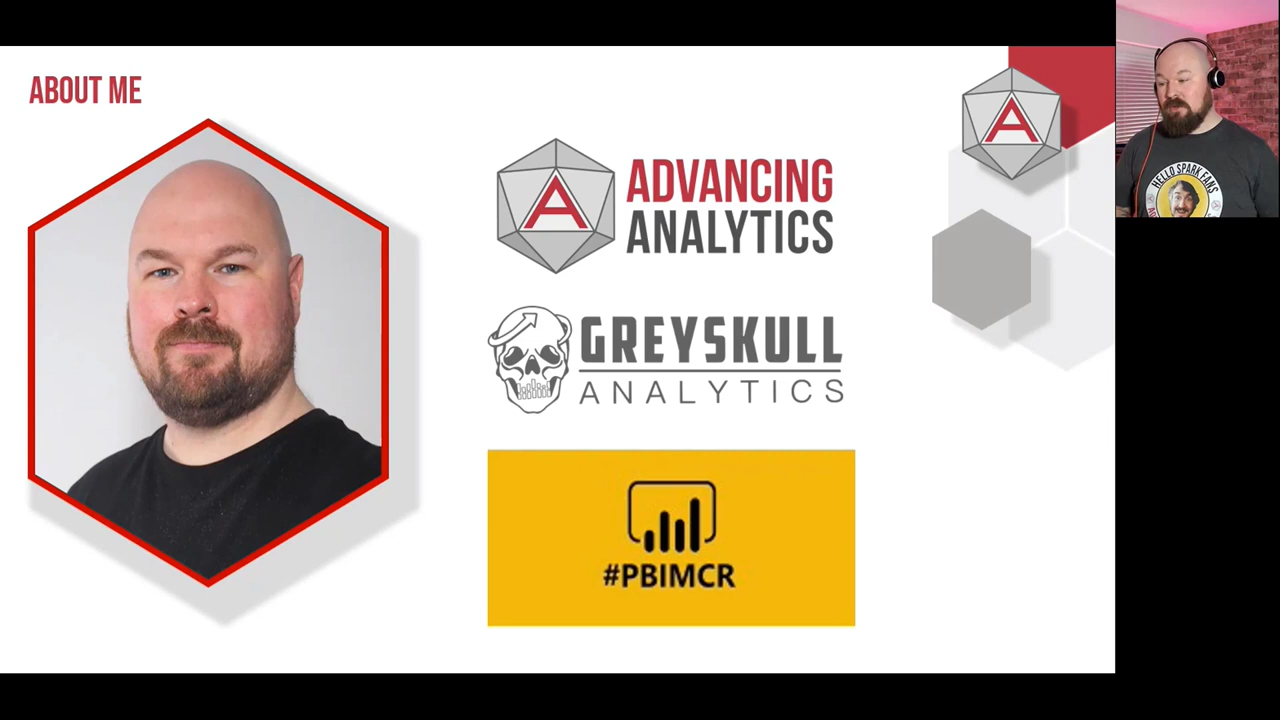 ABOUT ME
A
ADVANCING
ANALYTICS
GREYSKULL
ANALYTICS
#PBIMCR
A
HELLO SPARK FANS